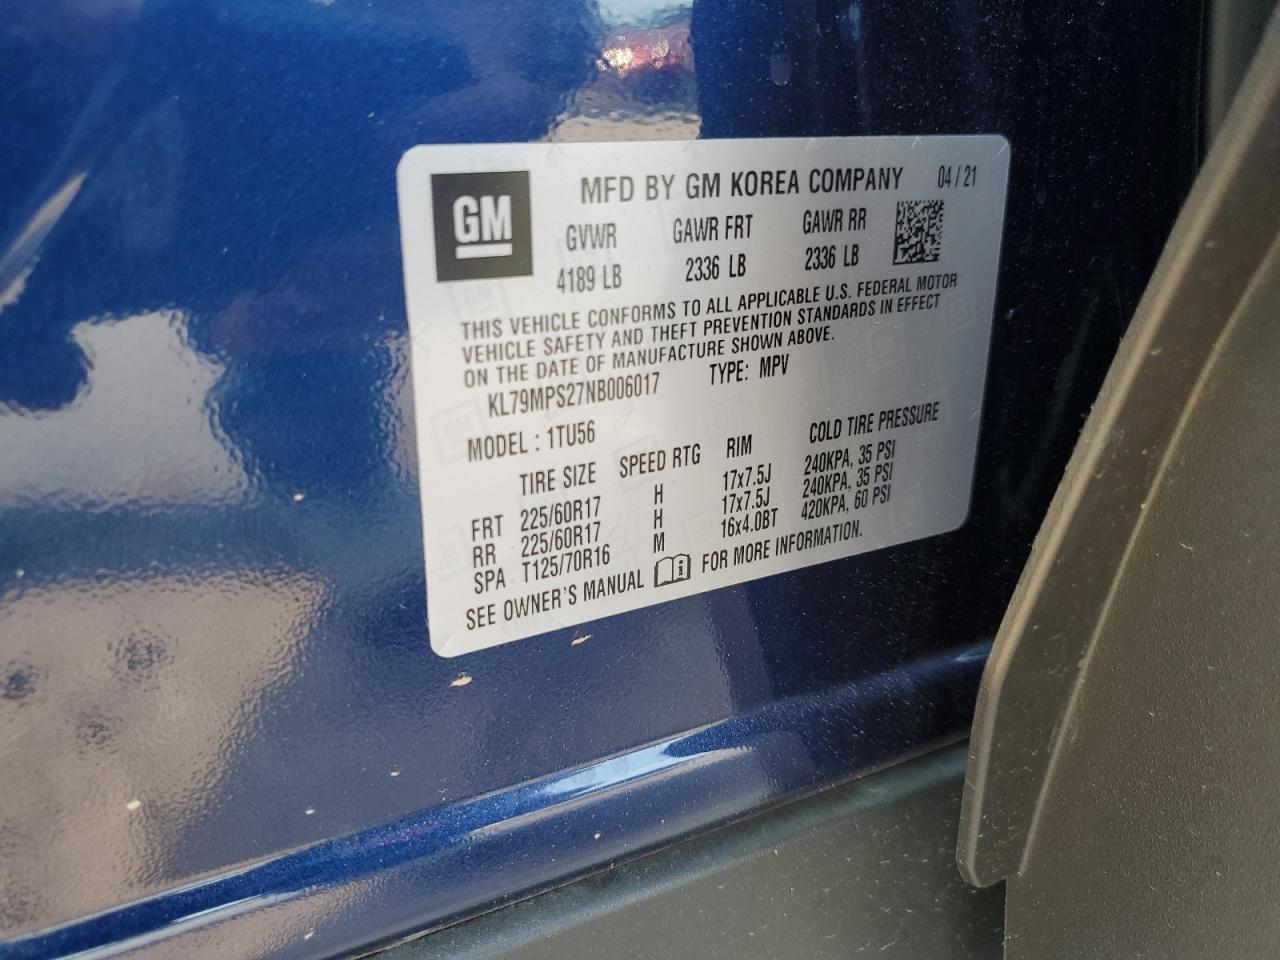 GM
MFD BY GM KOREA COMPANY 04 / 21
GVWR GAWR FRT GAWR RR
4189 LB 2336 LB 2336 LB
THIS VEHICLE CONFORMS TO ALL APPLICABLE U.S. FEDERAL MOTOR
VEHICLE SAFETY AND THEFT PREVENTION STANDARDS IN EFFECT
ON THE DATE OF MANUFACTURE SHOWN ABOVE.
KL79MPS27NB006017 TYPE: MPV
MODEL : 1TU56
TIRE SIZE SPEED RTG RIM COLD TIRE PRESSURE
FRT 225/60R17 H 17x7.5J 240KPA, 35 PSI
RR 225/60R17 H 17x7.5J 240KPA, 35 PSI
SPA T125/70R16 M 16x4.0BT 420KPA, 60 PSI
SEE OWNER'S MANUAL i FOR MORE INFORMATION.